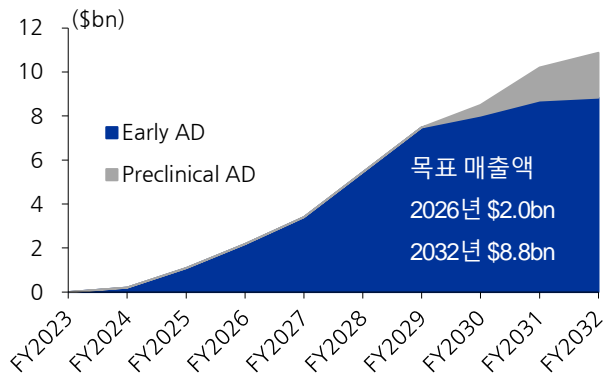 ($bn)
12
10
8
6
4
2
0
Early AD
Preclinical AD
목표 매출액
2026년 $2.0bn
2032년 $8.8bn
FY2023
FY2024
FY2025
FY2026
FY2027
FY2028
FY2029
FY2030
FY2031
FY2032